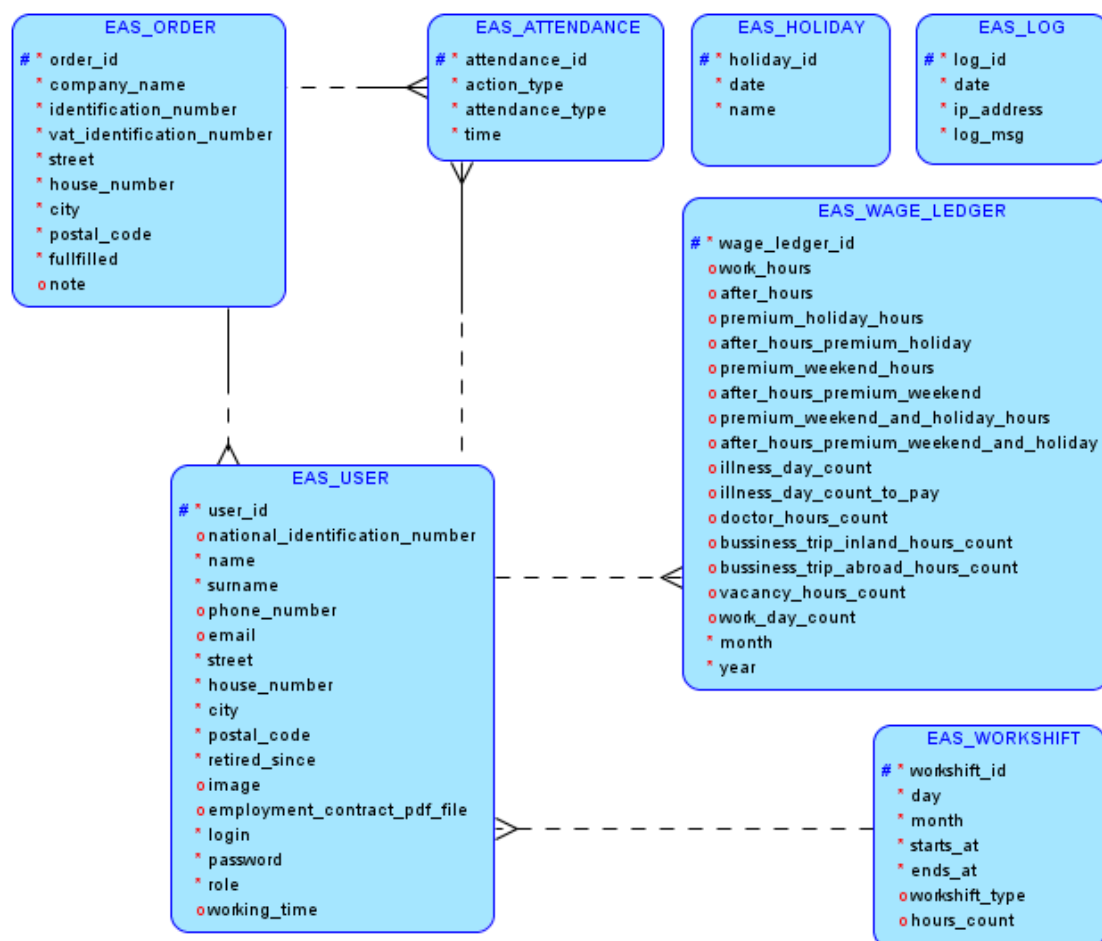 EAS_ORDER
# * order_id
* company_name
* identification_number
* vat_identification_number
* street
* house_number
* city
* postal_code
* fullfilled
o note
EAS_ATTENDANCE
# * attendance_id
* action_type
* attendance_type
* time
EAS_HOLIDAY
# * holiday_id
* date
* name
EAS_LOG
# * log_id
* date
* ip_address
* log_msg
EAS_WAGE_LEDGER
# * wage_ledger_id
o work_hours
o after_hours
o premium_holiday_hours
o after_hours_premium_holiday
o premium_weekend_hours
o after_hours_premium_weekend
o premium_weekend_and_holiday_hours
o after_hours_premium_weekend_and_holiday
o illness_day_count
o illness_day_count_to_pay
o doctor_hours_count
o bussiness_trip_inland_hours_count
o bussiness_trip_abroad_hours_count
o vacancy_hours_count
o work_day_count
* month
* year
EAS_USER
# * user_id
o national_identification_number
* name
* surname
o phone_number
o email
* street
* house_number
* city
* postal_code
* retired_since
o image
o employment_contract_pdf_file
* login
* password
* role
o working_time
EAS_WORKSHIFT
# * workshift_id
* day
* month
* starts_at
* ends_at
o workshift_type
o hours_count